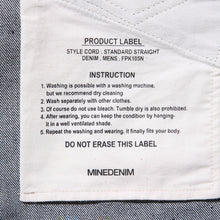 PRODUCT LABEL
STYLE CORD : STANDARD STRAIGHT
DENIM , MENS , FPK105N
INSTRUCTION
1. Washing is possible with a washing machine,
but we recommend dry cleaning
2. Wash separately with other clothes.
3. Of course do not use bleach. Tumble dry is also prohibited.
4. After wearing, you can keep the condition by hanging-
It in a well ventilated shade.
5. Repeat the washing and wearing. It finally fits your body.
DO NOT ERASE THIS LABEL
MINEDENIM